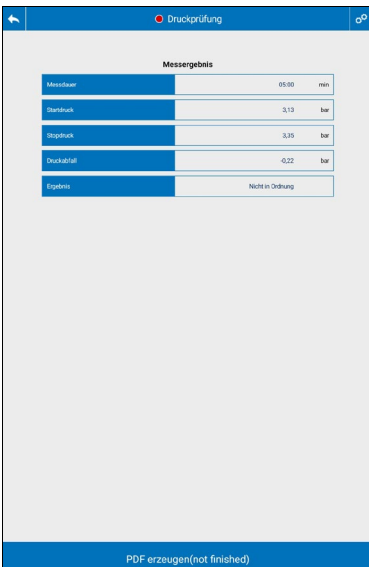 Druckprüfung
Messergebnis
Messdauer 05:00 min
Startdruck 3,13 bar
Stopdruck 3,35 bar
Druckabfall -0,22 bar
Ergebnis Nicht in Ordnung
PDF erzeugen(not finished)